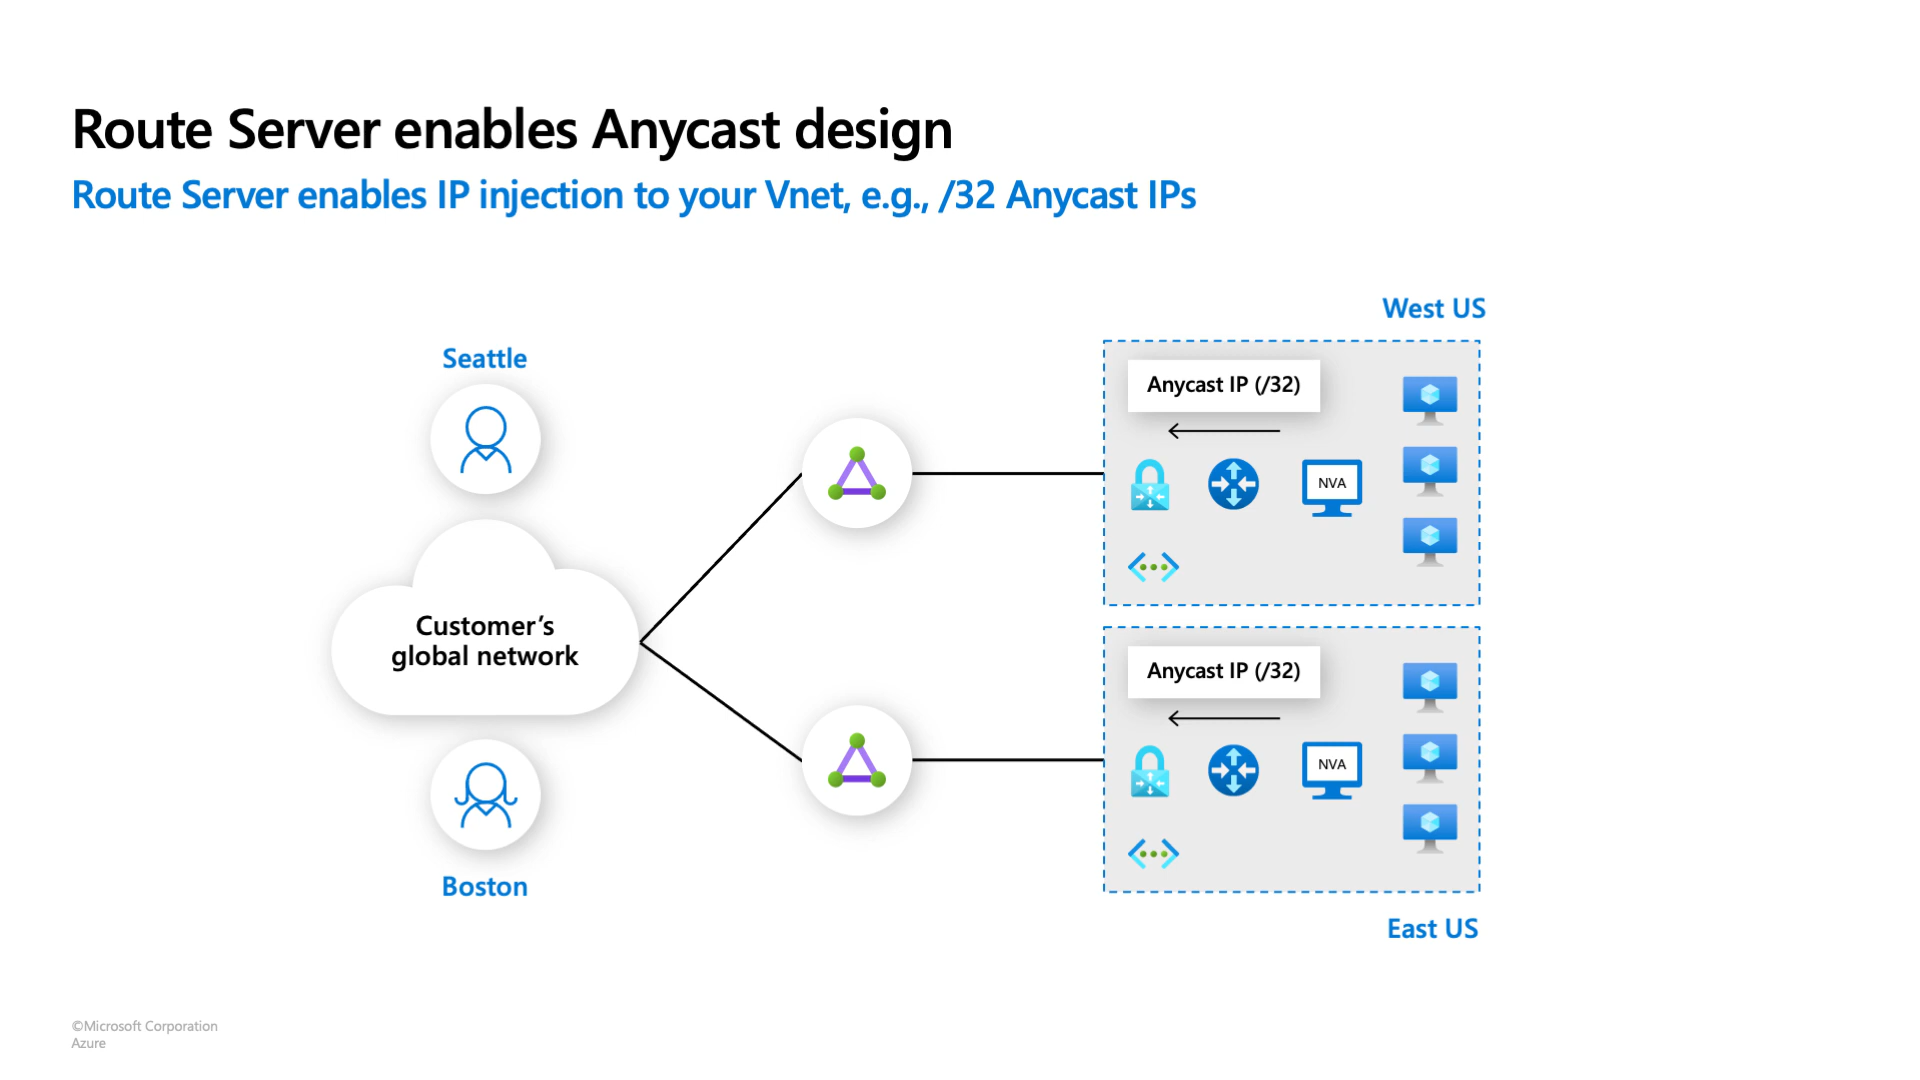 Route Server enables Anycast design
Route Server enables IP injection to your Vnet, e.g., /32 Anycast IPs
West US
Seattle
Anycast IP (/32)
NVA
Customer’s
global network
Anycast IP (/32)
NVA
Boston
East US
©Microsoft Corporation
Azure